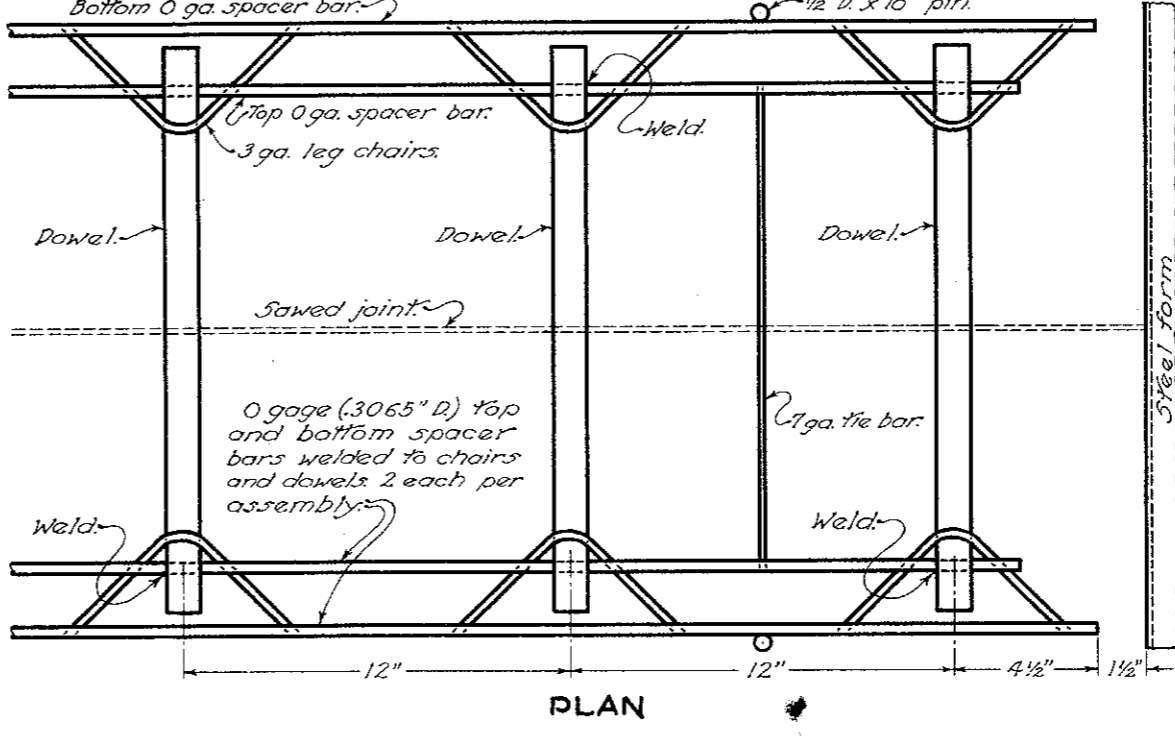 Bottom 0 ga. spacer bar.
1/2" D. x 10" pin.
Top 0 ga. spacer bar.
3 ga. leg chairs.
Weld.
Dowel.
Dowel.
Dowel.
Sawed joint.
Steel form
0 gage (.3065" D.) top
and bottom spacer
bars welded to chairs
and dowels 2 each per
assembly.
7 ga. tie bar.
Weld.
Weld.
12"
12"
4½"
1½"
PLAN